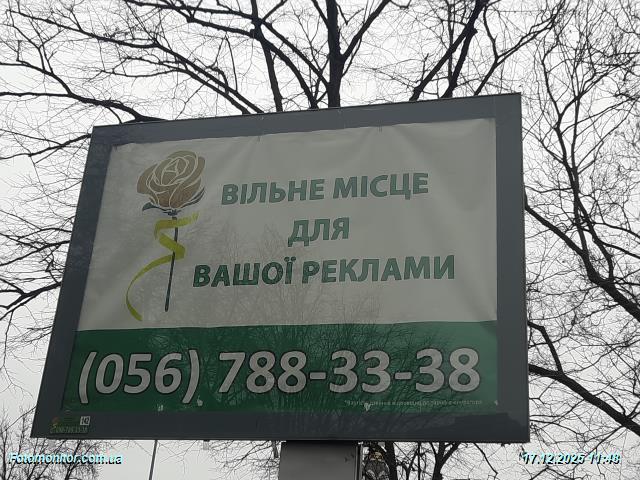 ВІЛЬНЕ МІСЦЕ
ДЛЯ
ВАШОЇ РЕКЛАМИ
(056) 788-33-38
Fotomonitor.com.ua
17.12.2025 11:48